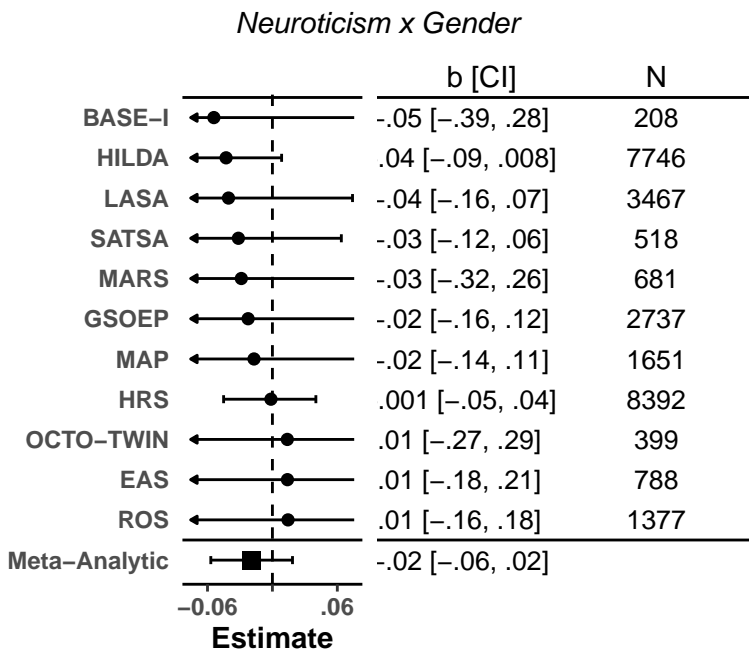 Neuroticism x Gender
b [CI] N
BASE−I -.05 [−.39, .28] 208
HILDA .04 [−.09, .008] 7746
LASA -.04 [−.16, .07] 3467
SATSA -.03 [−.12, .06] 518
MARS -.03 [−.32, .26] 681
GSOEP -.02 [−.16, .12] 2737
MAP -.02 [−.14, .11] 1651
HRS .001 [−.05, .04] 8392
OCTO−TWIN .01 [−.27, .29] 399
EAS .01 [−.18, .21] 788
ROS .01 [−.16, .18] 1377
Meta−Analytic -.02 [−.06, .02]
−0.06 .06
Estimate